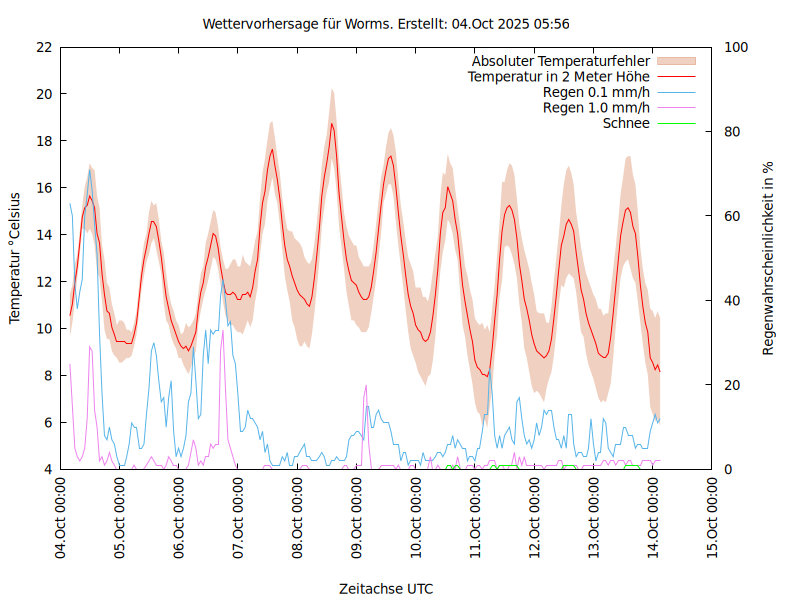 Wettervorhersage für Worms. Erstellt: 04.Oct 2025 05:56
22
20
18
16
14
12
10
8
6
4
100
80
60
40
20
0
Temperatur °Celsius
Regenwahrscheinlichkeit in %
Absoluter Temperaturfehler
Temperatur in 2 Meter Höhe
Regen 0.1 mm/h
Regen 1.0 mm/h
Schnee
04.Oct 00:00
05.Oct 00:00
06.Oct 00:00
07.Oct 00:00
08.Oct 00:00
09.Oct 00:00
10.Oct 00:00
11.Oct 00:00
12.Oct 00:00
13.Oct 00:00
14.Oct 00:00
15.Oct 00:00
Zeitachse UTC